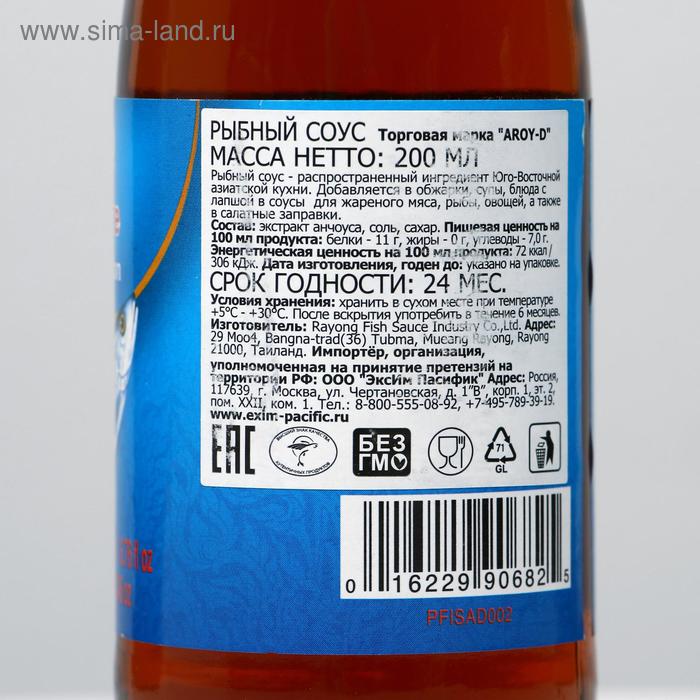 © www.sima-land.ru
РЫБНЫЙ СОУС Торговая марка "AROY-D"
МАССА НЕТТО: 200 МЛ
Рыбный соус - распространенный ингредиент Юго-Восточной
азиатской кухни. Добавляется в обжарки, супы, блюда с
лапшой в соусы для жареного мяса, рыбы, овощей, а также
в салатные заправки.
Состав: экстракт анчоуса, соль, сахар. Пищевая ценность на
100 мл продукта: белки - 11 г, жиры - 0 г, углеводы - 7,0 г.
Энергетическая ценность на 100 мл продукта: 72 ккал/
306 кДж. Дата изготовления, годен до: указано на упаковке.
СРОК ГОДНОСТИ: 24 МЕС.
Условия хранения: хранить в сухом месте при температуре
+5°С - +30°С. После вскрытия употребить в течение 6 месяцев.
Изготовитель: Rayong Fish Sauce Industry Co.,Ltd. Адрес:
29 Moo4, Bangna-trad(36) Tubma, Mueang Rayong, Rayong
21000, Таиланд. Импортёр, организация,
уполномоченная на принятие претензий на
территории РФ: ООО "ЭксИм Пасифик" Адрес: Россия,
117639, г. Москва, ул. Чертановская, д. 1"В", корп. 1, эт. 2,
пом. XXII, ком. 1. Тел.: 8-800-555-08-92, +7-495-789-39-19.
www.exim-pacific.ru
EAC
ВЫСШИЙ ЗНАК КАЧЕСТВА
АУТЕНТИЧНЫХ ПРОДУКТОВ
БЕЗ
ГМО
71
GL
fl oz
oz
0 16229 90682 5
PFISAD002